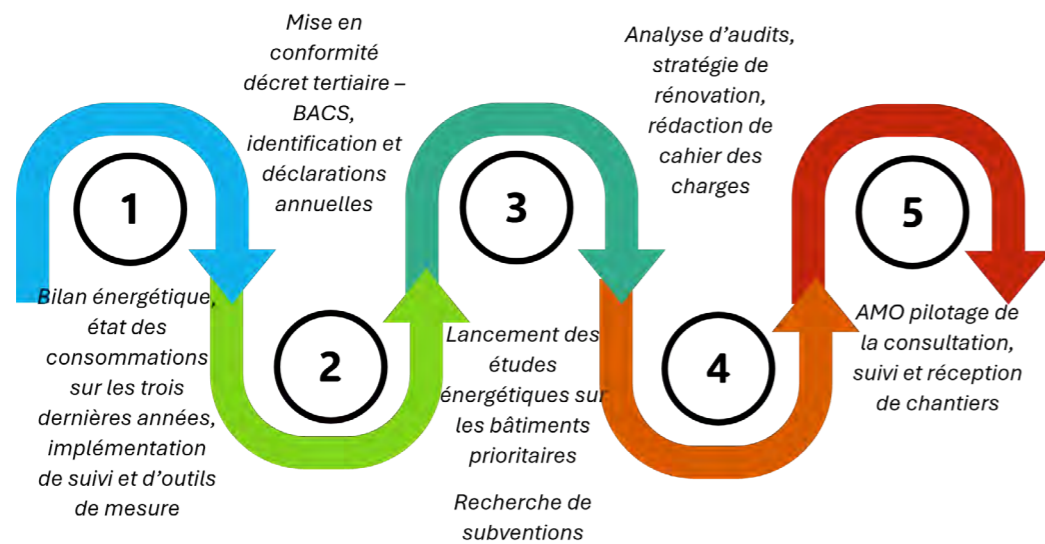 1
Bilan énergétique,
état des
consommations
sur les trois
dernières années,
implémentation
de suivi et d'outils
de mesure
Mise en
conformité
décret tertiaire –
BACS,
identification et
déclarations
annuelles
2
3
Lancement des
études
énergétiques sur
les bâtiments
prioritaires
Recherche de
subventions
Analyse d'audits,
stratégie de
rénovation,
rédaction de
cahier des
charges
4
5
AMO pilotage de
la consultation,
suivi et réception
de chantiers